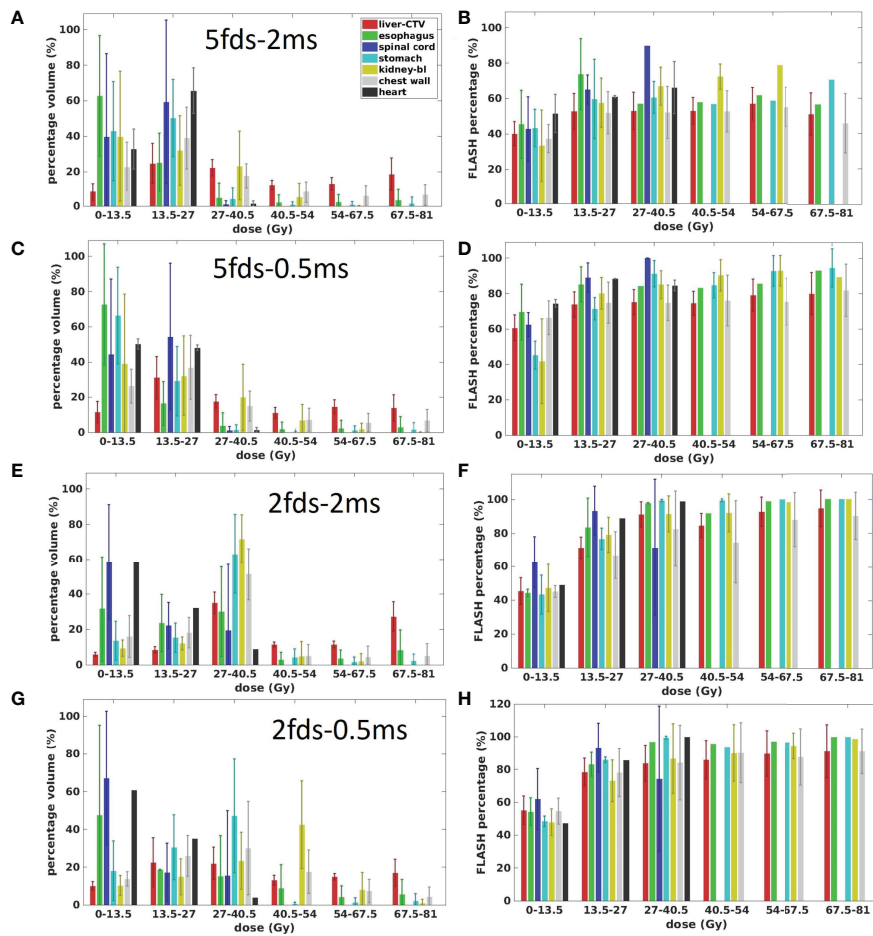 A
5fds-2ms
percentage volume (%)
100
80
60
40
20
0
liver-CTV
esophagus
spinal cord
stomach
kidney-bl
chest wall
heart
0-13.5 13.5-27 27-40.5 40.5-54 54-67.5 67.5-81
dose (Gy)
B
FLASH percentage (%)
100
80
60
40
20
0
0-13.5 13.5-27 27-40.5 40.5-54 54-67.5 67.5-81
dose (Gy)
C
5fds-0.5ms
percentage volume (%)
100
80
60
40
20
0
0-13.5 13.5-27 27-40.5 40.5-54 54-67.5 67.5-81
dose (Gy)
D
FLASH percentage (%)
100
80
60
40
20
0
0-13.5 13.5-27 27-40.5 40.5-54 54-67.5 67.5-81
dose (Gy)
E
2fds-2ms
percentage volume (%)
100
80
60
40
20
0
0-13.5 13.5-27 27-40.5 40.5-54 54-67.5 67.5-81
dose (Gy)
F
FLASH percentage (%)
100
80
60
40
20
0
0-13.5 13.5-27 27-40.5 40.5-54 54-67.5 67.5-81
dose (Gy)
G
2fds-0.5ms
percentage volume (%)
100
80
60
40
20
0
0-13.5 13.5-27 27-40.5 40.5-54 54-67.5 67.5-81
dose (Gy)
H
FLASH percentage (%)
120
100
80
60
40
20
0
0-13.5 13.5-27 27-40.5 40.5-54 54-67.5 67.5-81
dose (Gy)